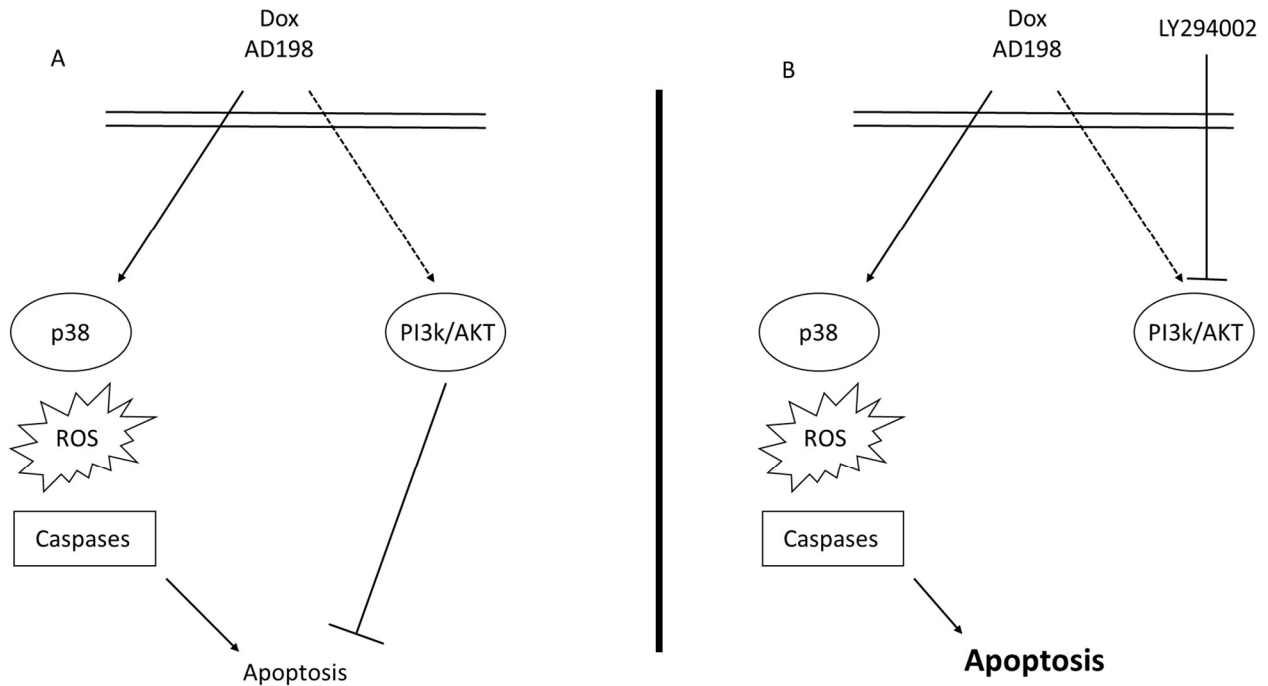 A
Dox
AD198
p38
PI3k/AKT
ROS
Caspases
Apoptosis
B
Dox
AD198
LY294002
p38
PI3k/AKT
ROS
Caspases
Apoptosis